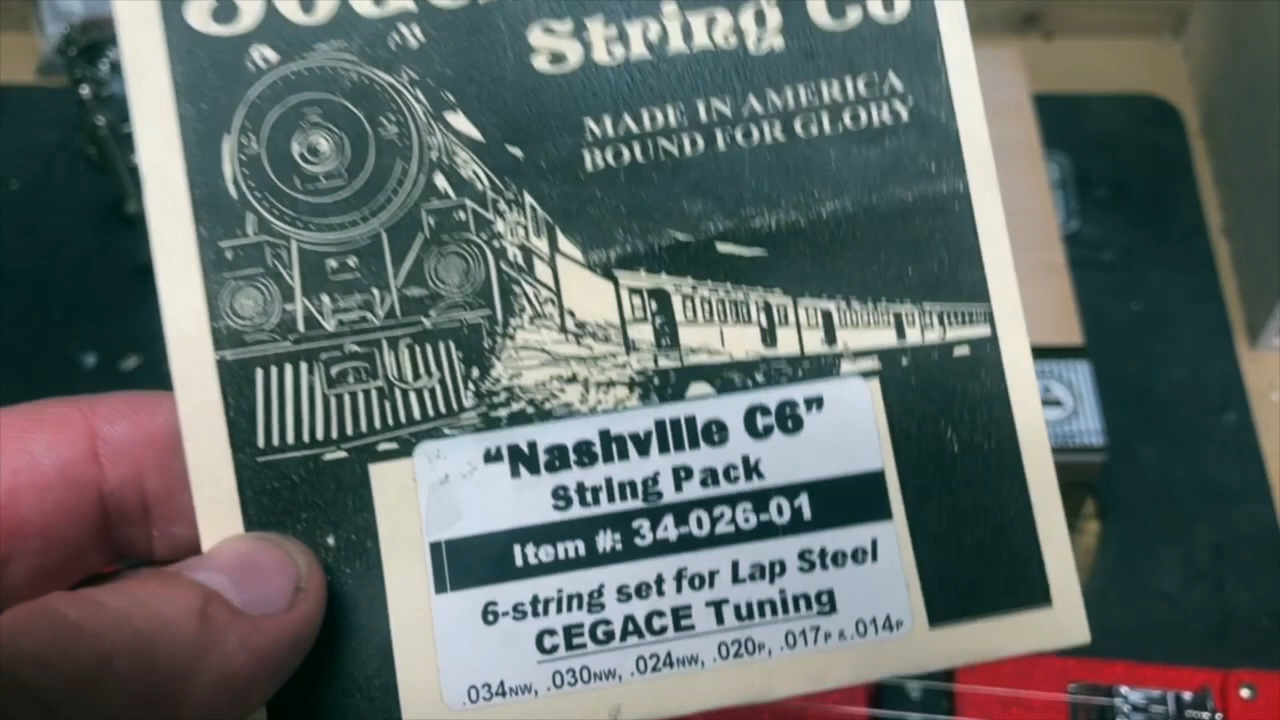 String Co
MADE IN AMERICA
BOUND FOR GLORY
“Nashville C6”
String Pack
Item #: 34-026-01
6-string set for Lap Steel
CEGACE Tuning
.034NW, .030NW, .024NW, .020P, .017P & .014P